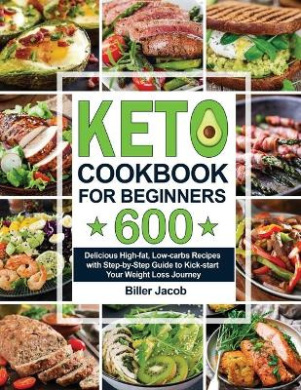 KETO
COOKBOOK
FOR BEGINNERS
★ 600 ★
Delicious High-fat, Low-carbs Recipes
with Step-by-Step Guide to Kick-start
Your Weight Loss Journey
Biller Jacob